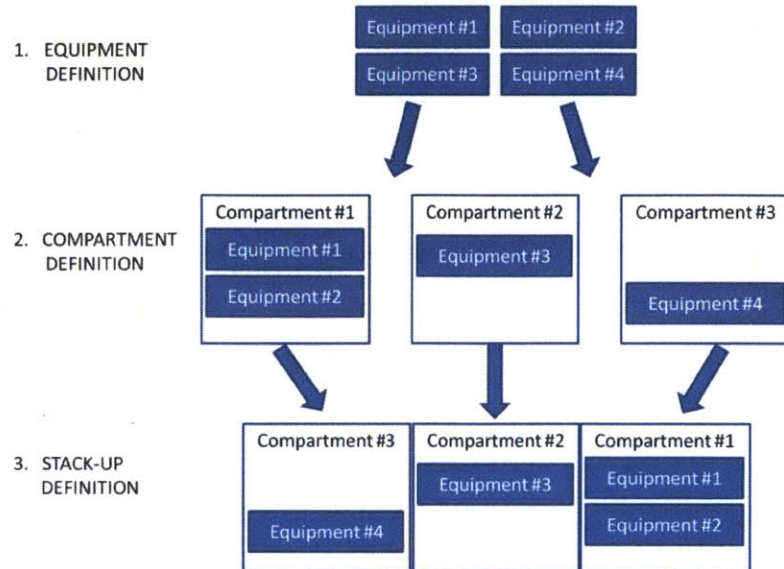 1. EQUIPMENT
DEFINITION
Equipment #1
Equipment #2
Equipment #3
Equipment #4
2. COMPARTMENT
DEFINITION
Compartment #1
Equipment #1
Equipment #2
Compartment #2
Equipment #3
Compartment #3
Equipment #4
3. STACK-UP
DEFINITION
Compartment #3
Equipment #4
Compartment #2
Equipment #3
Compartment #1
Equipment #1
Equipment #2